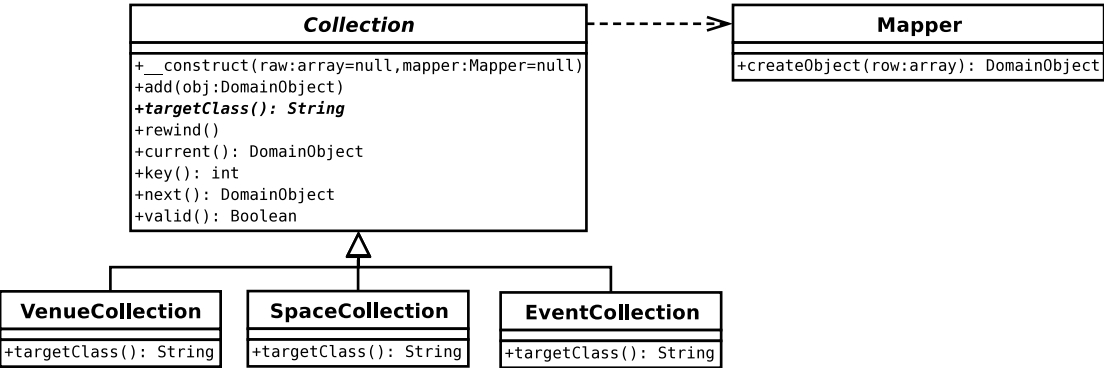 Collection
+__construct(raw:array=null,mapper:Mapper=null)
+add(obj:DomainObject)
+targetClass(): String
+rewind()
+current(): DomainObject
+key(): int
+next(): DomainObject
+valid(): Boolean
Mapper
+createObject(row:array): DomainObject
VenueCollection
+targetClass(): String
SpaceCollection
+targetClass(): String
EventCollection
+targetClass(): String